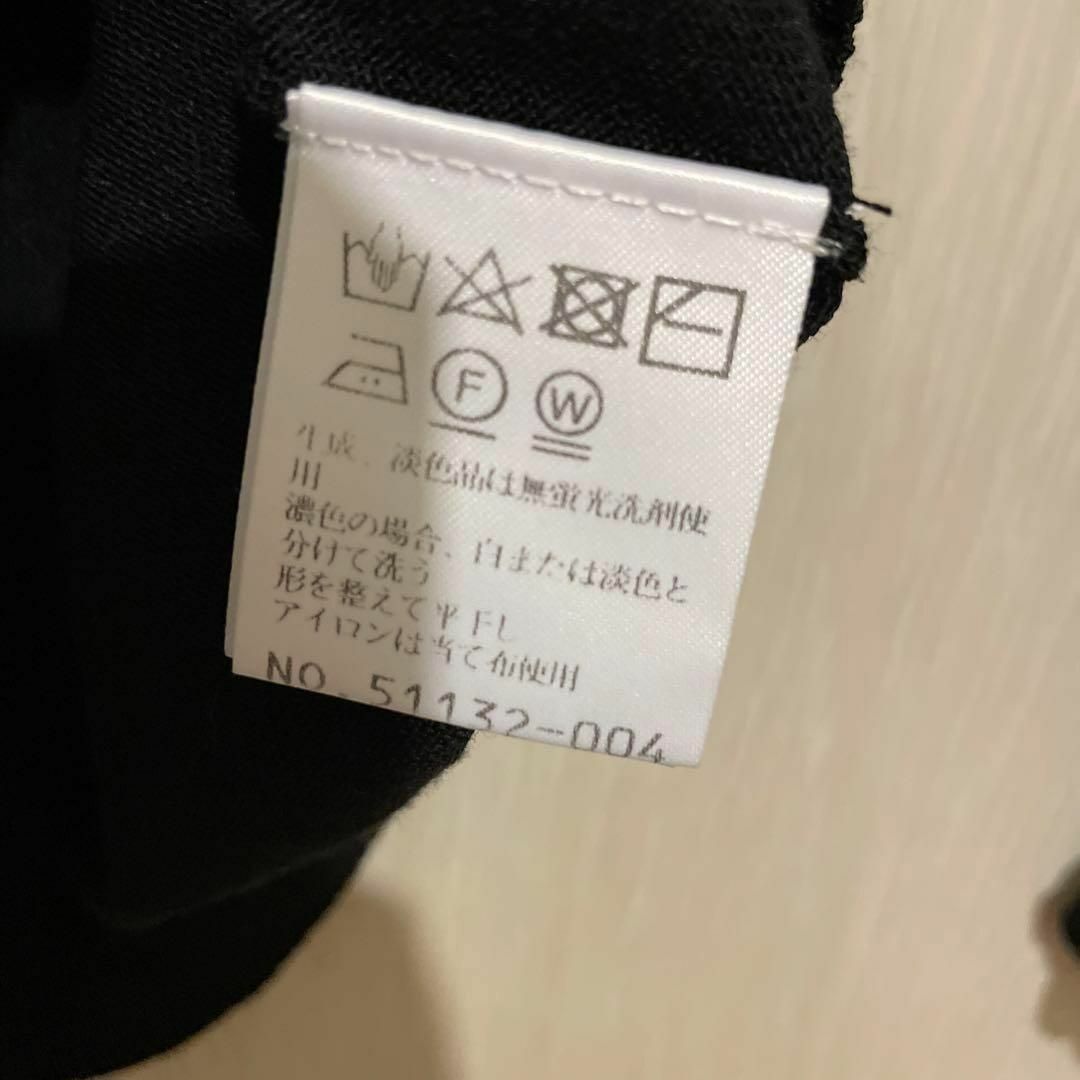 F W
生成、淡色品は無蛍光洗剤使
用
濃色の場合、白または淡色と
分けて洗う
形を整えて平干し
アイロンは当て布使用
NO.51132-004